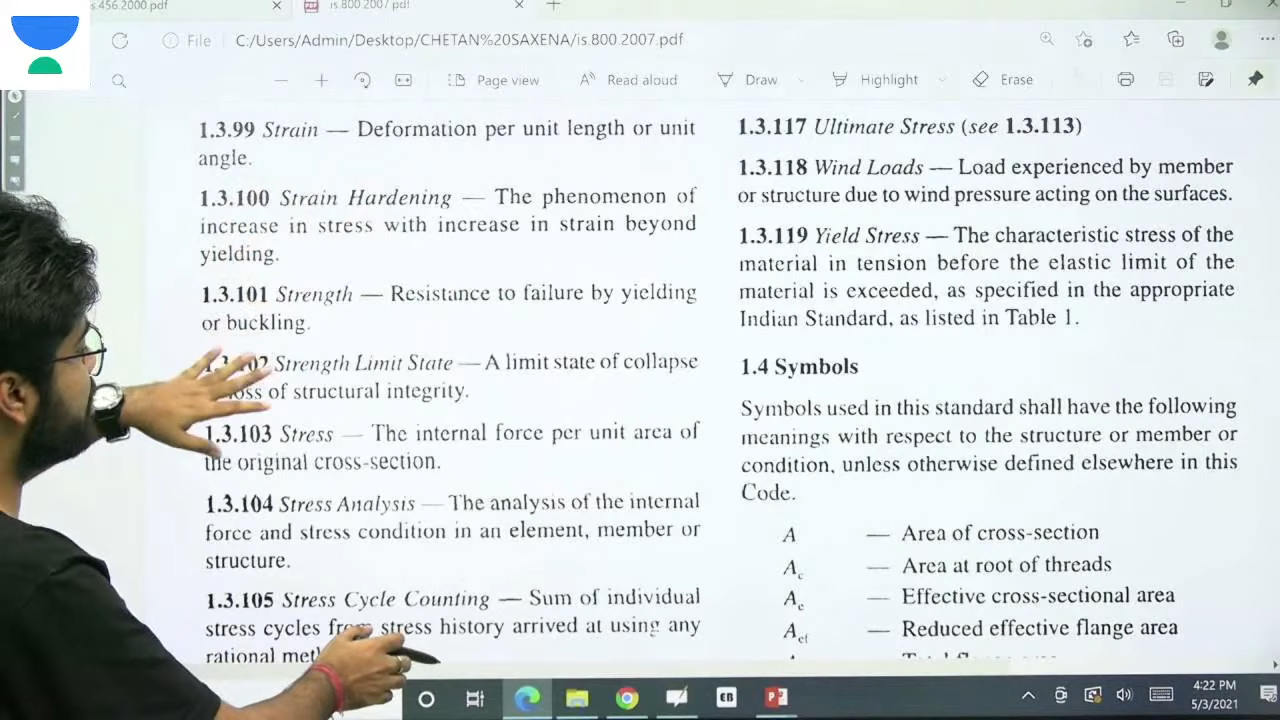 is.456.2000.pdf
is.800.2007.pdf
File C:/Users/Admin/Desktop/CHETAN%20SAXENA/is.800.2007.pdf
Page view
Read aloud
Draw
Highlight
Erase
1.3.99 Strain — Deformation per unit length or unit
angle.
1.3.100 Strain Hardening — The phenomenon of
increase in stress with increase in strain beyond
yielding.
1.3.101 Strength — Resistance to failure by yielding
or buckling.
1.3.102 Strength Limit State — A limit state of collapse
loss of structural integrity.
1.3.103 Stress — The internal force per unit area of
the original cross-section.
1.3.104 Stress Analysis — The analysis of the internal
force and stress condition in an element, member or
structure.
1.3.105 Stress Cycle Counting — Sum of individual
stress cycles from stress history arrived at using any
rational
1.3.117 Ultimate Stress (see 1.3.113)
1.3.118 Wind Loads — Load experienced by member
or structure due to wind pressure acting on the surfaces.
1.3.119 Yield Stress — The characteristic stress of the
material in tension before the elastic limit of the
material is exceeded, as specified in the appropriate
Indian Standard, as listed in Table 1.
1.4 Symbols
Symbols used in this standard shall have the following
meanings with respect to the structure or member or
condition, unless otherwise defined elsewhere in this
Code.
A — Area of cross-section
Ac — Area at root of threads
Ae — Effective cross-sectional area
Aef — Reduced effective flange area
EB
4:22 PM
5/3/2021